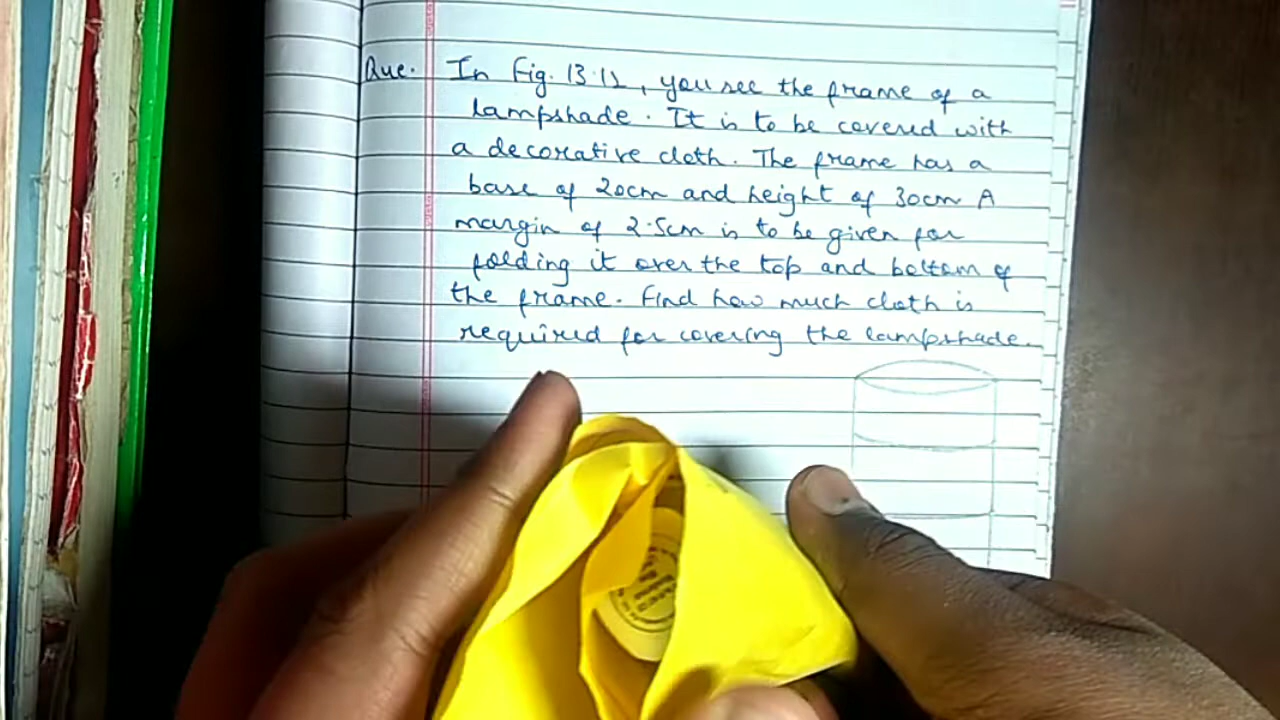 Que. In Fig. 13.12, you see the frame of a
lampshade. It is to be covered with
a decorative cloth. The frame has a
base of 20cm and height of 30cm A
margin of 2.5cm is to be given for
folding it over the top and bottom of
the frame. Find how much cloth is
required for covering the lampshade.